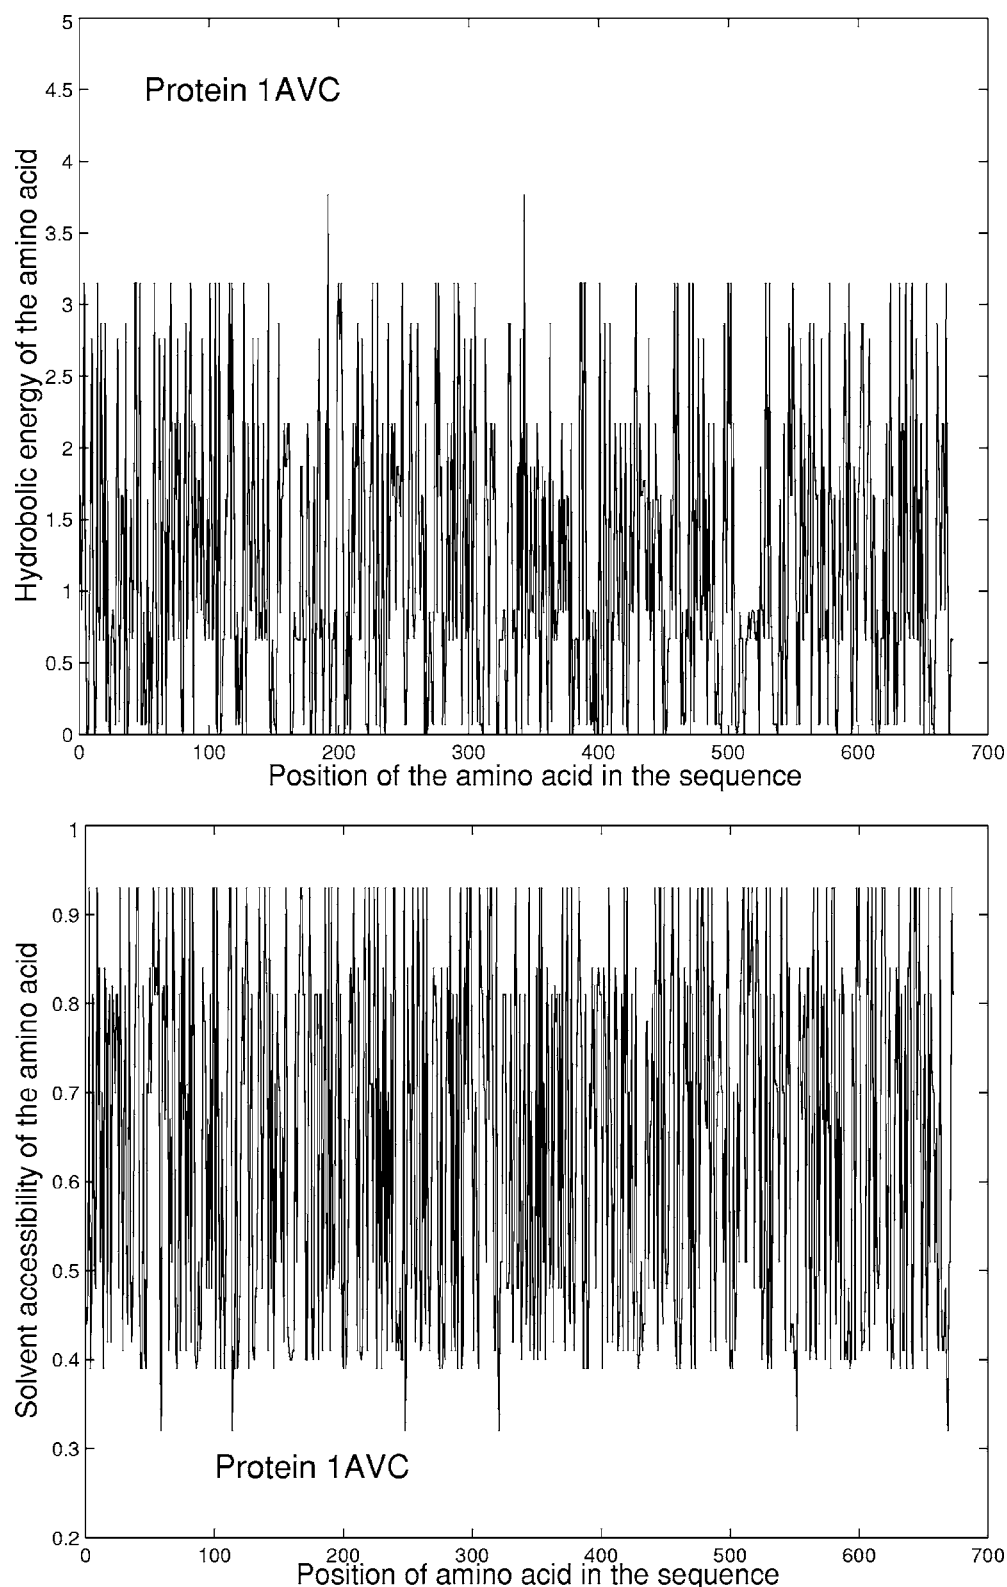 5
4.5
4
3.5
3
2.5
2
1.5
1
0.5
0
Hydrobolic energy of the amino acid
Protein 1AVC
0 100 200 300 400 500 600 700
Position of the amino acid in the sequence
1
0.9
0.8
0.7
0.6
0.5
0.4
0.3
0.2
Solvent accessibility of the amino acid
Protein 1AVC
0 100 200 300 400 500 600 700
Position of amino acid in the sequence